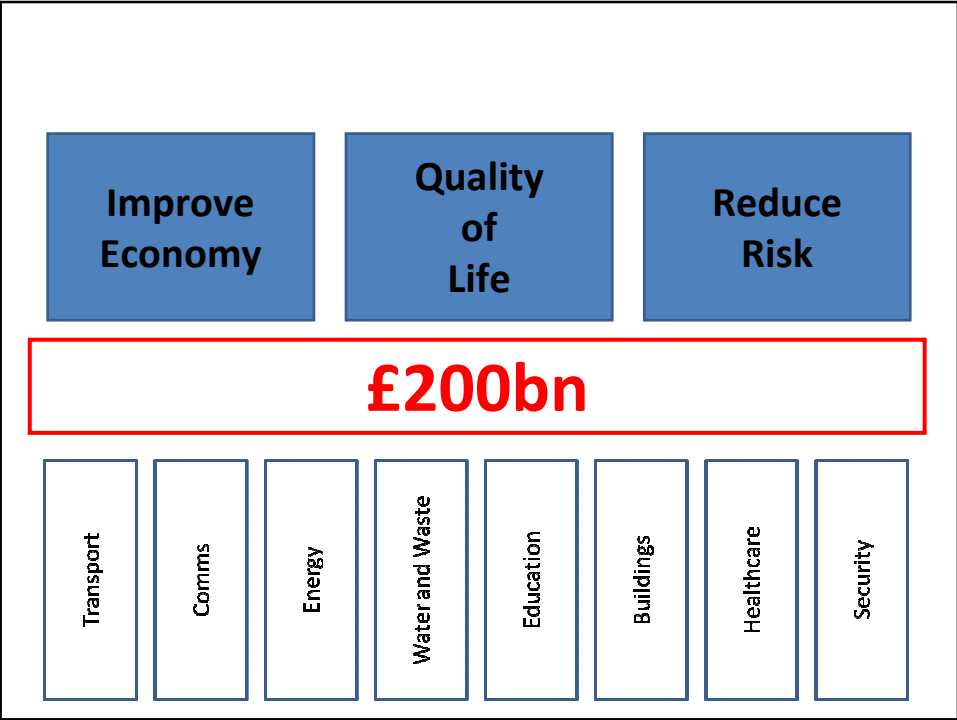 Improve
Economy
Quality
of
Life
Reduce
Risk
£200bn
Transport
Comms
Energy
Water and Waste
Education
Buildings
Healthcare
Security